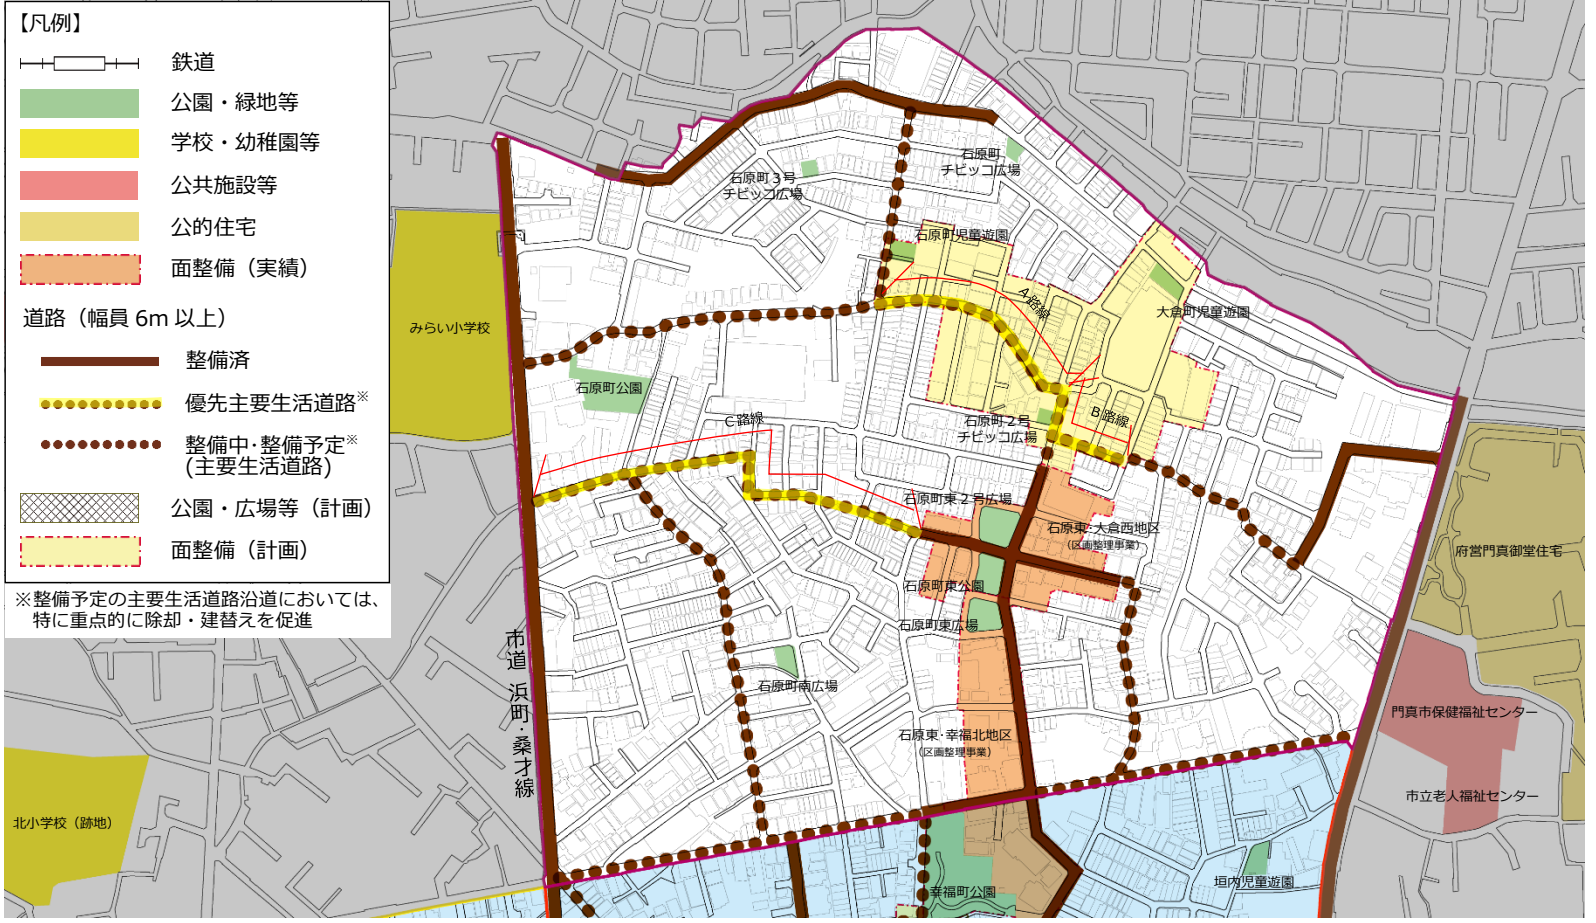 【凡例】
鉄道
公園・緑地等
学校・幼稚園等
公共施設等
公的住宅
面整備（実績）
道路（幅員 6m 以上）
整備済
優先主要生活道路※
整備中・整備予定※
(主要生活道路)
公園・広場等（計画）
面整備（計画）
※整備予定の主要生活道路沿道においては、
特に重点的に除却・建替えを促進
石原町
チビッコ広場
石原町３号
チビッコ広場
石原町児童遊園
A路線
大倉町児童遊園
みらい小学校
石原町公園
C路線
石原町２号
チビッコ広場
B路線
石原町東２号広場
石原東・大倉西地区
（区画整理事業）
府営門真御堂住宅
石原町東公園
石原町東広場
市道 浜町・桑才線
石原町南広場
門真市保健福祉センター
石原東・幸福北地区
（区画整理事業）
市立老人福祉センター
北小学校（跡地）
垣内児童遊園
幸福町公園